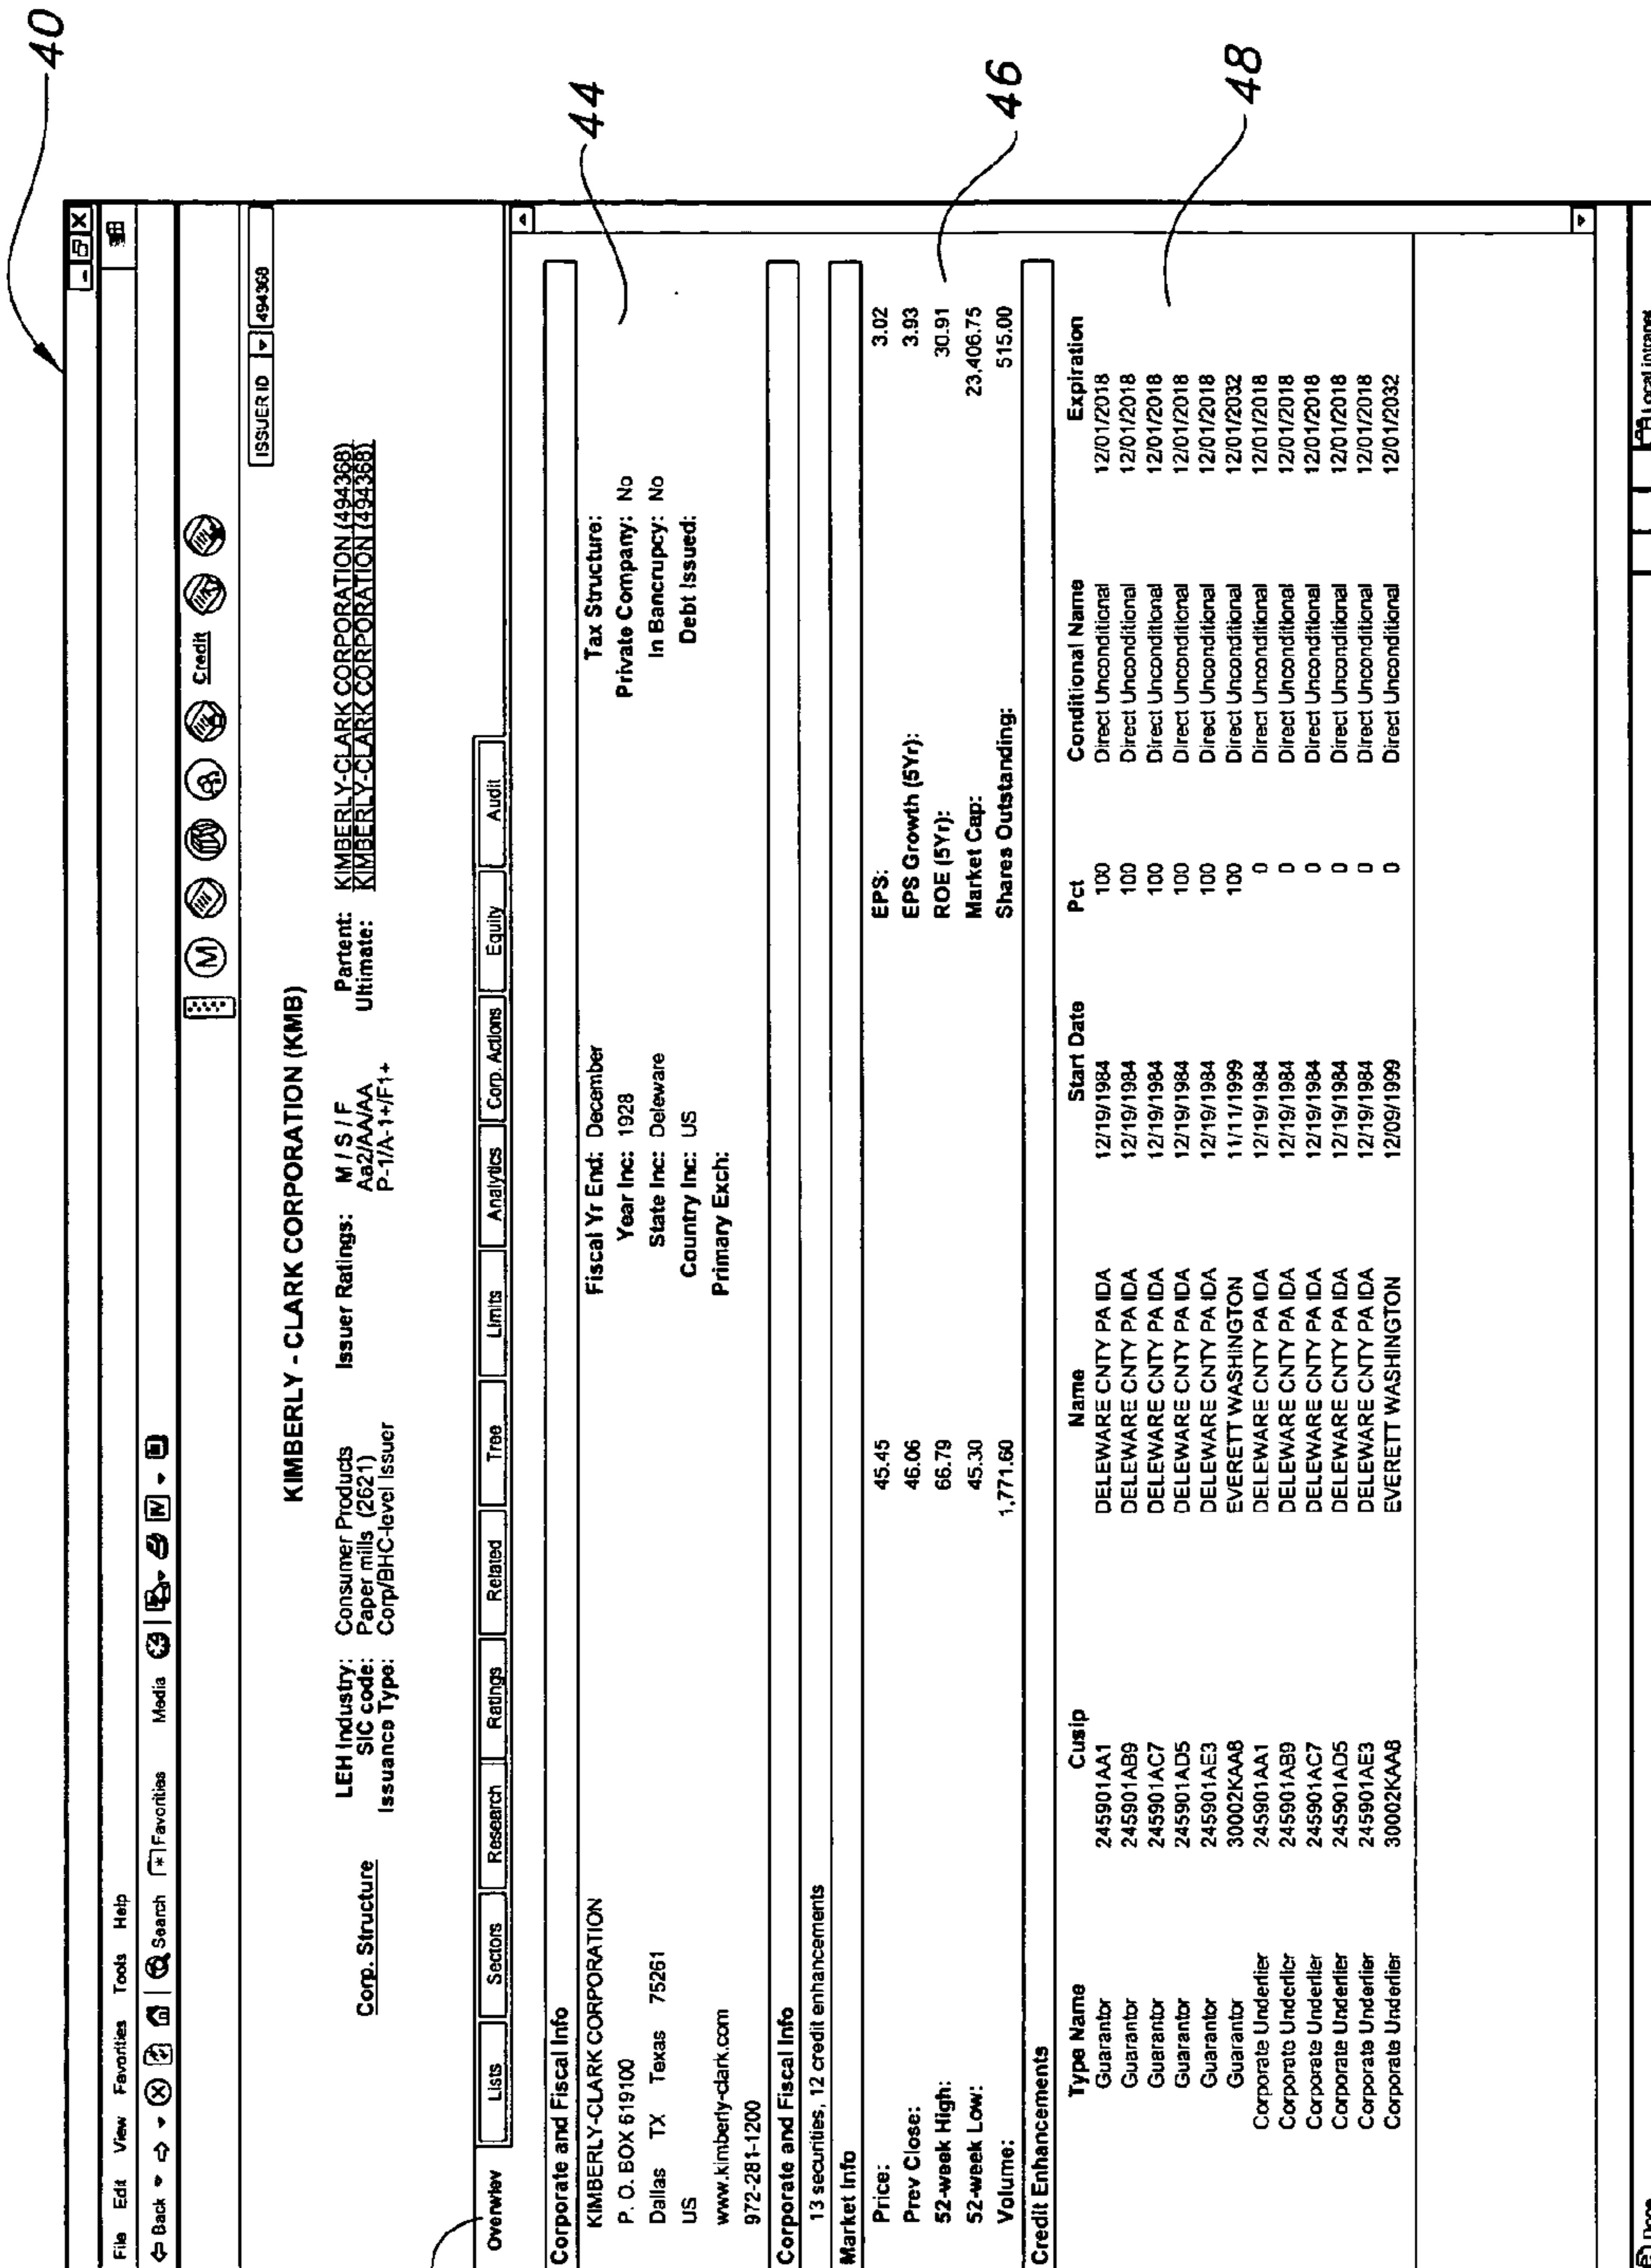 40
File Edit View Favorities Tools Help
Back Search Favorities Media
Credit
M
ISSUER ID 494368
KIMBERLY - CLARK CORPORATION (KMB)
Corp. Structure
LEH Industry: Consumer Products
SIC code: Paper mills (2621)
Issuance Type: Corp/BHC-level Issuer
Issuer Ratings: M / S / F
Aa2/AA/AA
P-1/A-1+/F1+
Partent: KIMBERLY-CLARK CORPORATION (494368)
Ultimate: KIMBERLY-CLARK CORPORATION (494368)
Overwiev Lists Sectors Research Ratings Related Tree Limits Analytics Corp. Actions Equity Audit
Corporate and Fiscal Info
44
KIMBERLY-CLARK CORPORATION Fiscal Yr End: December Tax Structure:
P. O. BOX 619100 Year Inc: 1928 Private Company: No
Dallas TX Texas 75261 State Inc: Deleware In Bancrupcy: No
US Country Inc: US Debt Issued:
www.kimberly-clark.com Primary Exch:
972-281-1200
Corporate and Fiscal Info
13 securities, 12 credit enhancements
Market Info
46
Price: 45.45 EPS: 3.02
Prev Close: 46.06 EPS Growth (5Yr): 3.93
52-week High: 66.79 ROE (5Yr): 30.91
52-week Low: 45.30 Market Cap: 23,406.75
Volume: 1,771.60 Shares Outstanding: 515.00
Credit Enhancements
48
Type Name Cusip Name Start Date Pct Conditional Name Expiration
Guarantor 245901AA1 DELEWARE CNTY PA IDA 12/19/1984 100 Direct Unconditional 12/01/2018
Guarantor 245901AB9 DELEWARE CNTY PA IDA 12/19/1984 100 Direct Unconditional 12/01/2018
Guarantor 245901AC7 DELEWARE CNTY PA IDA 12/19/1984 100 Direct Unconditional 12/01/2018
Guarantor 245901AD5 DELEWARE CNTY PA IDA 12/19/1984 100 Direct Unconditional 12/01/2018
Guarantor 245901AE3 DELEWARE CNTY PA IDA 12/19/1984 100 Direct Unconditional 12/01/2018
Guarantor 30002KAA8 EVERETT WASHINGTON 11/11/1999 100 Direct Unconditional 12/01/2032
Corporate Underlier 245901AA1 DELEWARE CNTY PA IDA 12/19/1984 0 Direct Unconditional 12/01/2018
Corporate Underlier 245901AB9 DELEWARE CNTY PA IDA 12/19/1984 0 Direct Unconditional 12/01/2018
Corporate Underlier 245901AC7 DELEWARE CNTY PA IDA 12/19/1984 0 Direct Unconditional 12/01/2018
Corporate Underlier 245901AD5 DELEWARE CNTY PA IDA 12/19/1984 0 Direct Unconditional 12/01/2018
Corporate Underlier 245901AE3 DELEWARE CNTY PA IDA 12/19/1984 0 Direct Unconditional 12/01/2018
Corporate Underlier 30002KAA8 EVERETT WASHINGTON 12/09/1999 0 Direct Unconditional 12/01/2032
Done Local intranet